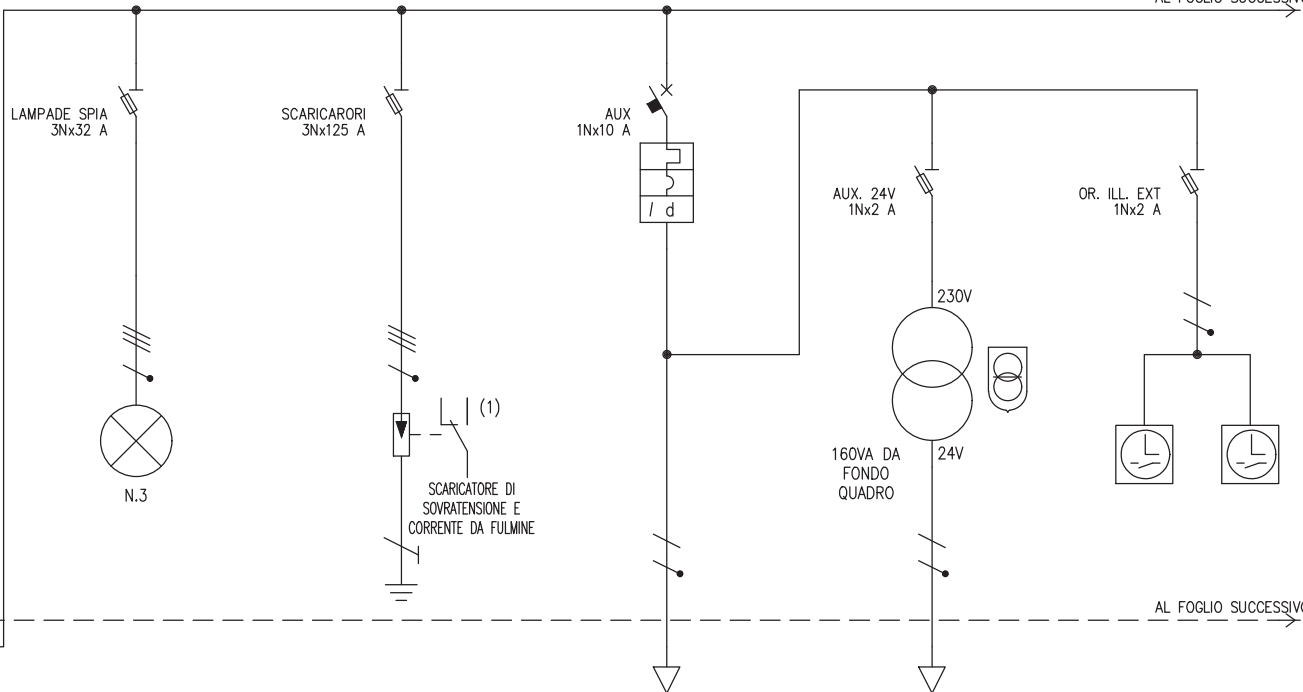 AL FOGLIO SUCCESSIVO
LAMPADE SPIA
3Nx32 A
SCARICARORI
3Nx125 A
AUX
1Nx10 A
I d
AUX. 24V
1Nx2 A
OR. ILL. EXT
1Nx2 A
230V
(1)
N.3
SCARICATORE DI
SOVRATENSIONE E
CORRENTE DA FULMINE
160VA DA
FONDO
QUADRO
24V
AL FOGLIO SUCCESSIVO